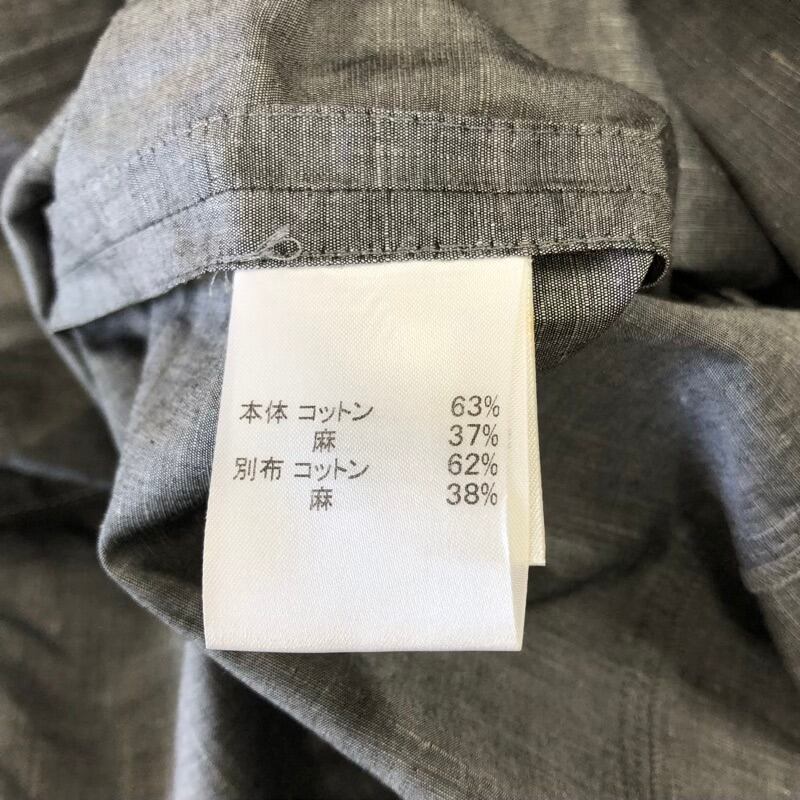 本体 コットン 63%
麻 37%
別布 コットン 62%
麻 38%